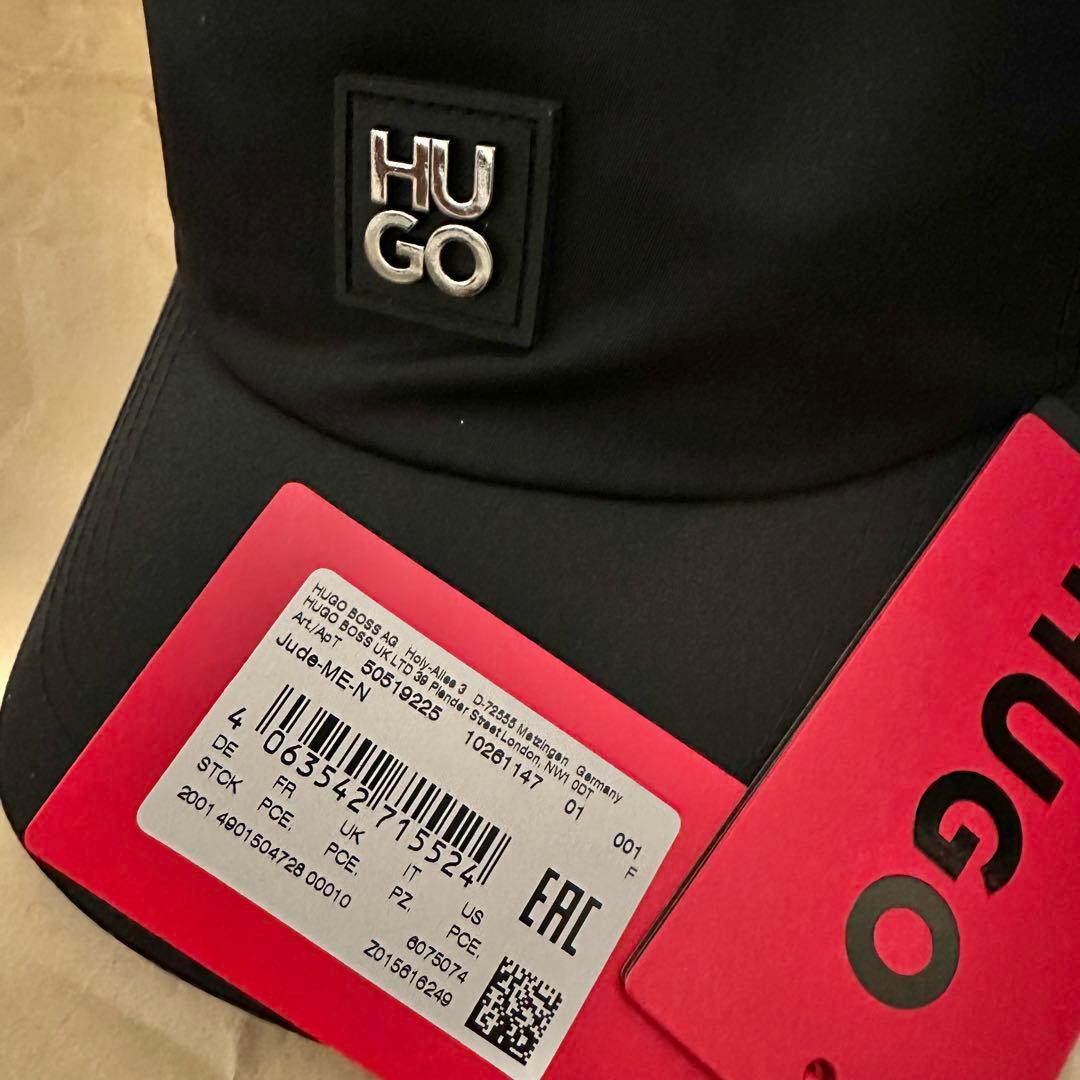 HU
GO
HUGO BOSS AG Holy-Allee 3 D-72555 Metzingen Germany
HUGO BOSS UK LTD 39 Plender Street London, NW1 0DT
Art./ApT 50519225 10261147 01 001
Jude-ME-N F
4 063542 715524
DE FR UK IT US
STCK PCE, PCE, PZ, PCE,
2001 4901504728 00010 6075074
Z015616249
EAC
HUGO